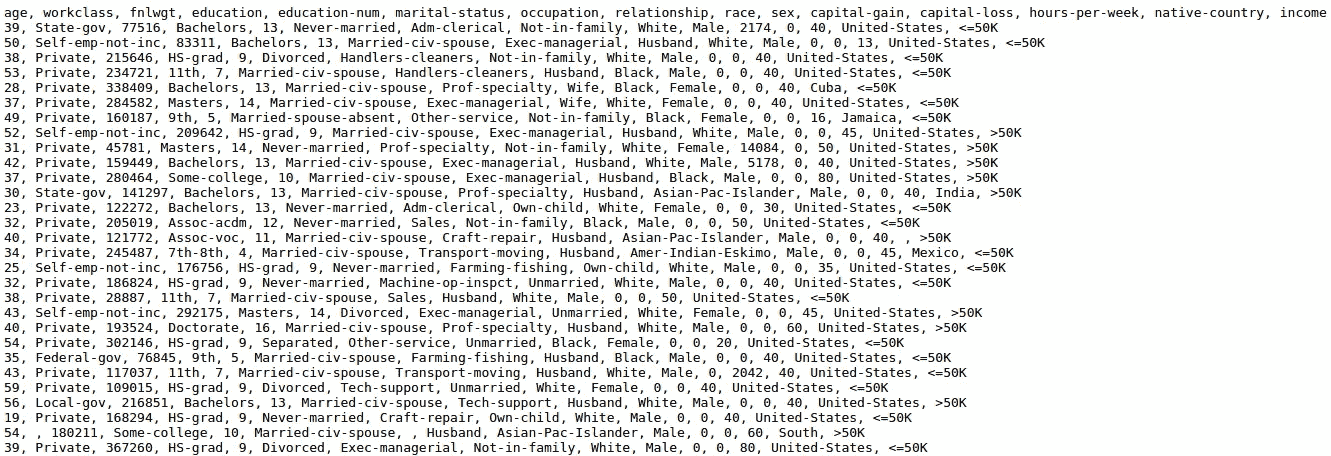 age, workclass, fnlwgt, education, education-num, marital-status, occupation, relationship, race, sex, capital-gain, capital-loss, hours-per-week, native-country, income
39, State-gov, 77516, Bachelors, 13, Never-married, Adm-clerical, Not-in-family, White, Male, 2174, 0, 40, United-States, <=50K
50, Self-emp-not-inc, 83311, Bachelors, 13, Married-civ-spouse, Exec-managerial, Husband, White, Male, 0, 0, 13, United-States, <=50K
38, Private, 215646, HS-grad, 9, Divorced, Handlers-cleaners, Not-in-family, White, Male, 0, 0, 40, United-States, <=50K
53, Private, 234721, 11th, 7, Married-civ-spouse, Handlers-cleaners, Husband, Black, Male, 0, 0, 40, United-States, <=50K
28, Private, 338409, Bachelors, 13, Married-civ-spouse, Prof-specialty, Wife, Black, Female, 0, 0, 40, Cuba, <=50K
37, Private, 284582, Masters, 14, Married-civ-spouse, Exec-managerial, Wife, White, Female, 0, 0, 40, United-States, <=50K
49, Private, 160187, 9th, 5, Married-spouse-absent, Other-service, Not-in-family, Black, Female, 0, 0, 16, Jamaica, <=50K
52, Self-emp-not-inc, 209642, HS-grad, 9, Married-civ-spouse, Exec-managerial, Husband, White, Male, 0, 0, 45, United-States, >50K
31, Private, 45781, Masters, 14, Never-married, Prof-specialty, Not-in-family, White, Female, 14084, 0, 50, United-States, >50K
42, Private, 159449, Bachelors, 13, Married-civ-spouse, Exec-managerial, Husband, White, Male, 5178, 0, 40, United-States, >50K
37, Private, 280464, Some-college, 10, Married-civ-spouse, Exec-managerial, Husband, Black, Male, 0, 0, 80, United-States, >50K
30, State-gov, 141297, Bachelors, 13, Married-civ-spouse, Prof-specialty, Husband, Asian-Pac-Islander, Male, 0, 0, 40, India, >50K
23, Private, 122272, Bachelors, 13, Never-married, Adm-clerical, Own-child, White, Female, 0, 0, 30, United-States, <=50K
32, Private, 205019, Assoc-acdm, 12, Never-married, Sales, Not-in-family, Black, Male, 0, 0, 50, United-States, <=50K
40, Private, 121772, Assoc-voc, 11, Married-civ-spouse, Craft-repair, Husband, Asian-Pac-Islander, Male, 0, 0, 40, , >50K
34, Private, 245487, 7th-8th, 4, Married-civ-spouse, Transport-moving, Husband, Amer-Indian-Eskimo, Male, 0, 0, 45, Mexico, <=50K
25, Self-emp-not-inc, 176756, HS-grad, 9, Never-married, Farming-fishing, Own-child, White, Male, 0, 0, 35, United-States, <=50K
32, Private, 186824, HS-grad, 9, Never-married, Machine-op-inspct, Unmarried, White, Male, 0, 0, 40, United-States, <=50K
38, Private, 28887, 11th, 7, Married-civ-spouse, Sales, Husband, White, Male, 0, 0, 50, United-States, <=50K
43, Self-emp-not-inc, 292175, Masters, 14, Divorced, Exec-managerial, Unmarried, White, Female, 0, 0, 45, United-States, >50K
40, Private, 193524, Doctorate, 16, Married-civ-spouse, Prof-specialty, Husband, White, Male, 0, 0, 60, United-States, >50K
54, Private, 302146, HS-grad, 9, Separated, Other-service, Unmarried, Black, Female, 0, 0, 20, United-States, <=50K
35, Federal-gov, 76845, 9th, 5, Married-civ-spouse, Farming-fishing, Husband, Black, Male, 0, 0, 40, United-States, <=50K
43, Private, 117037, 11th, 7, Married-civ-spouse, Transport-moving, Husband, White, Male, 0, 2042, 40, United-States, <=50K
59, Private, 109015, HS-grad, 9, Divorced, Tech-support, Unmarried, White, Female, 0, 0, 40, United-States, <=50K
56, Local-gov, 216851, Bachelors, 13, Married-civ-spouse, Tech-support, Husband, White, Male, 0, 0, 40, United-States, >50K
19, Private, 168294, HS-grad, 9, Never-married, Craft-repair, Own-child, White, Male, 0, 0, 40, United-States, <=50K
54, , 180211, Some-college, 10, Married-civ-spouse, , Husband, Asian-Pac-Islander, Male, 0, 0, 60, South, >50K
39, Private, 367260, HS-grad, 9, Divorced, Exec-managerial, Not-in-family, White, Male, 0, 0, 80, United-States, <=50K